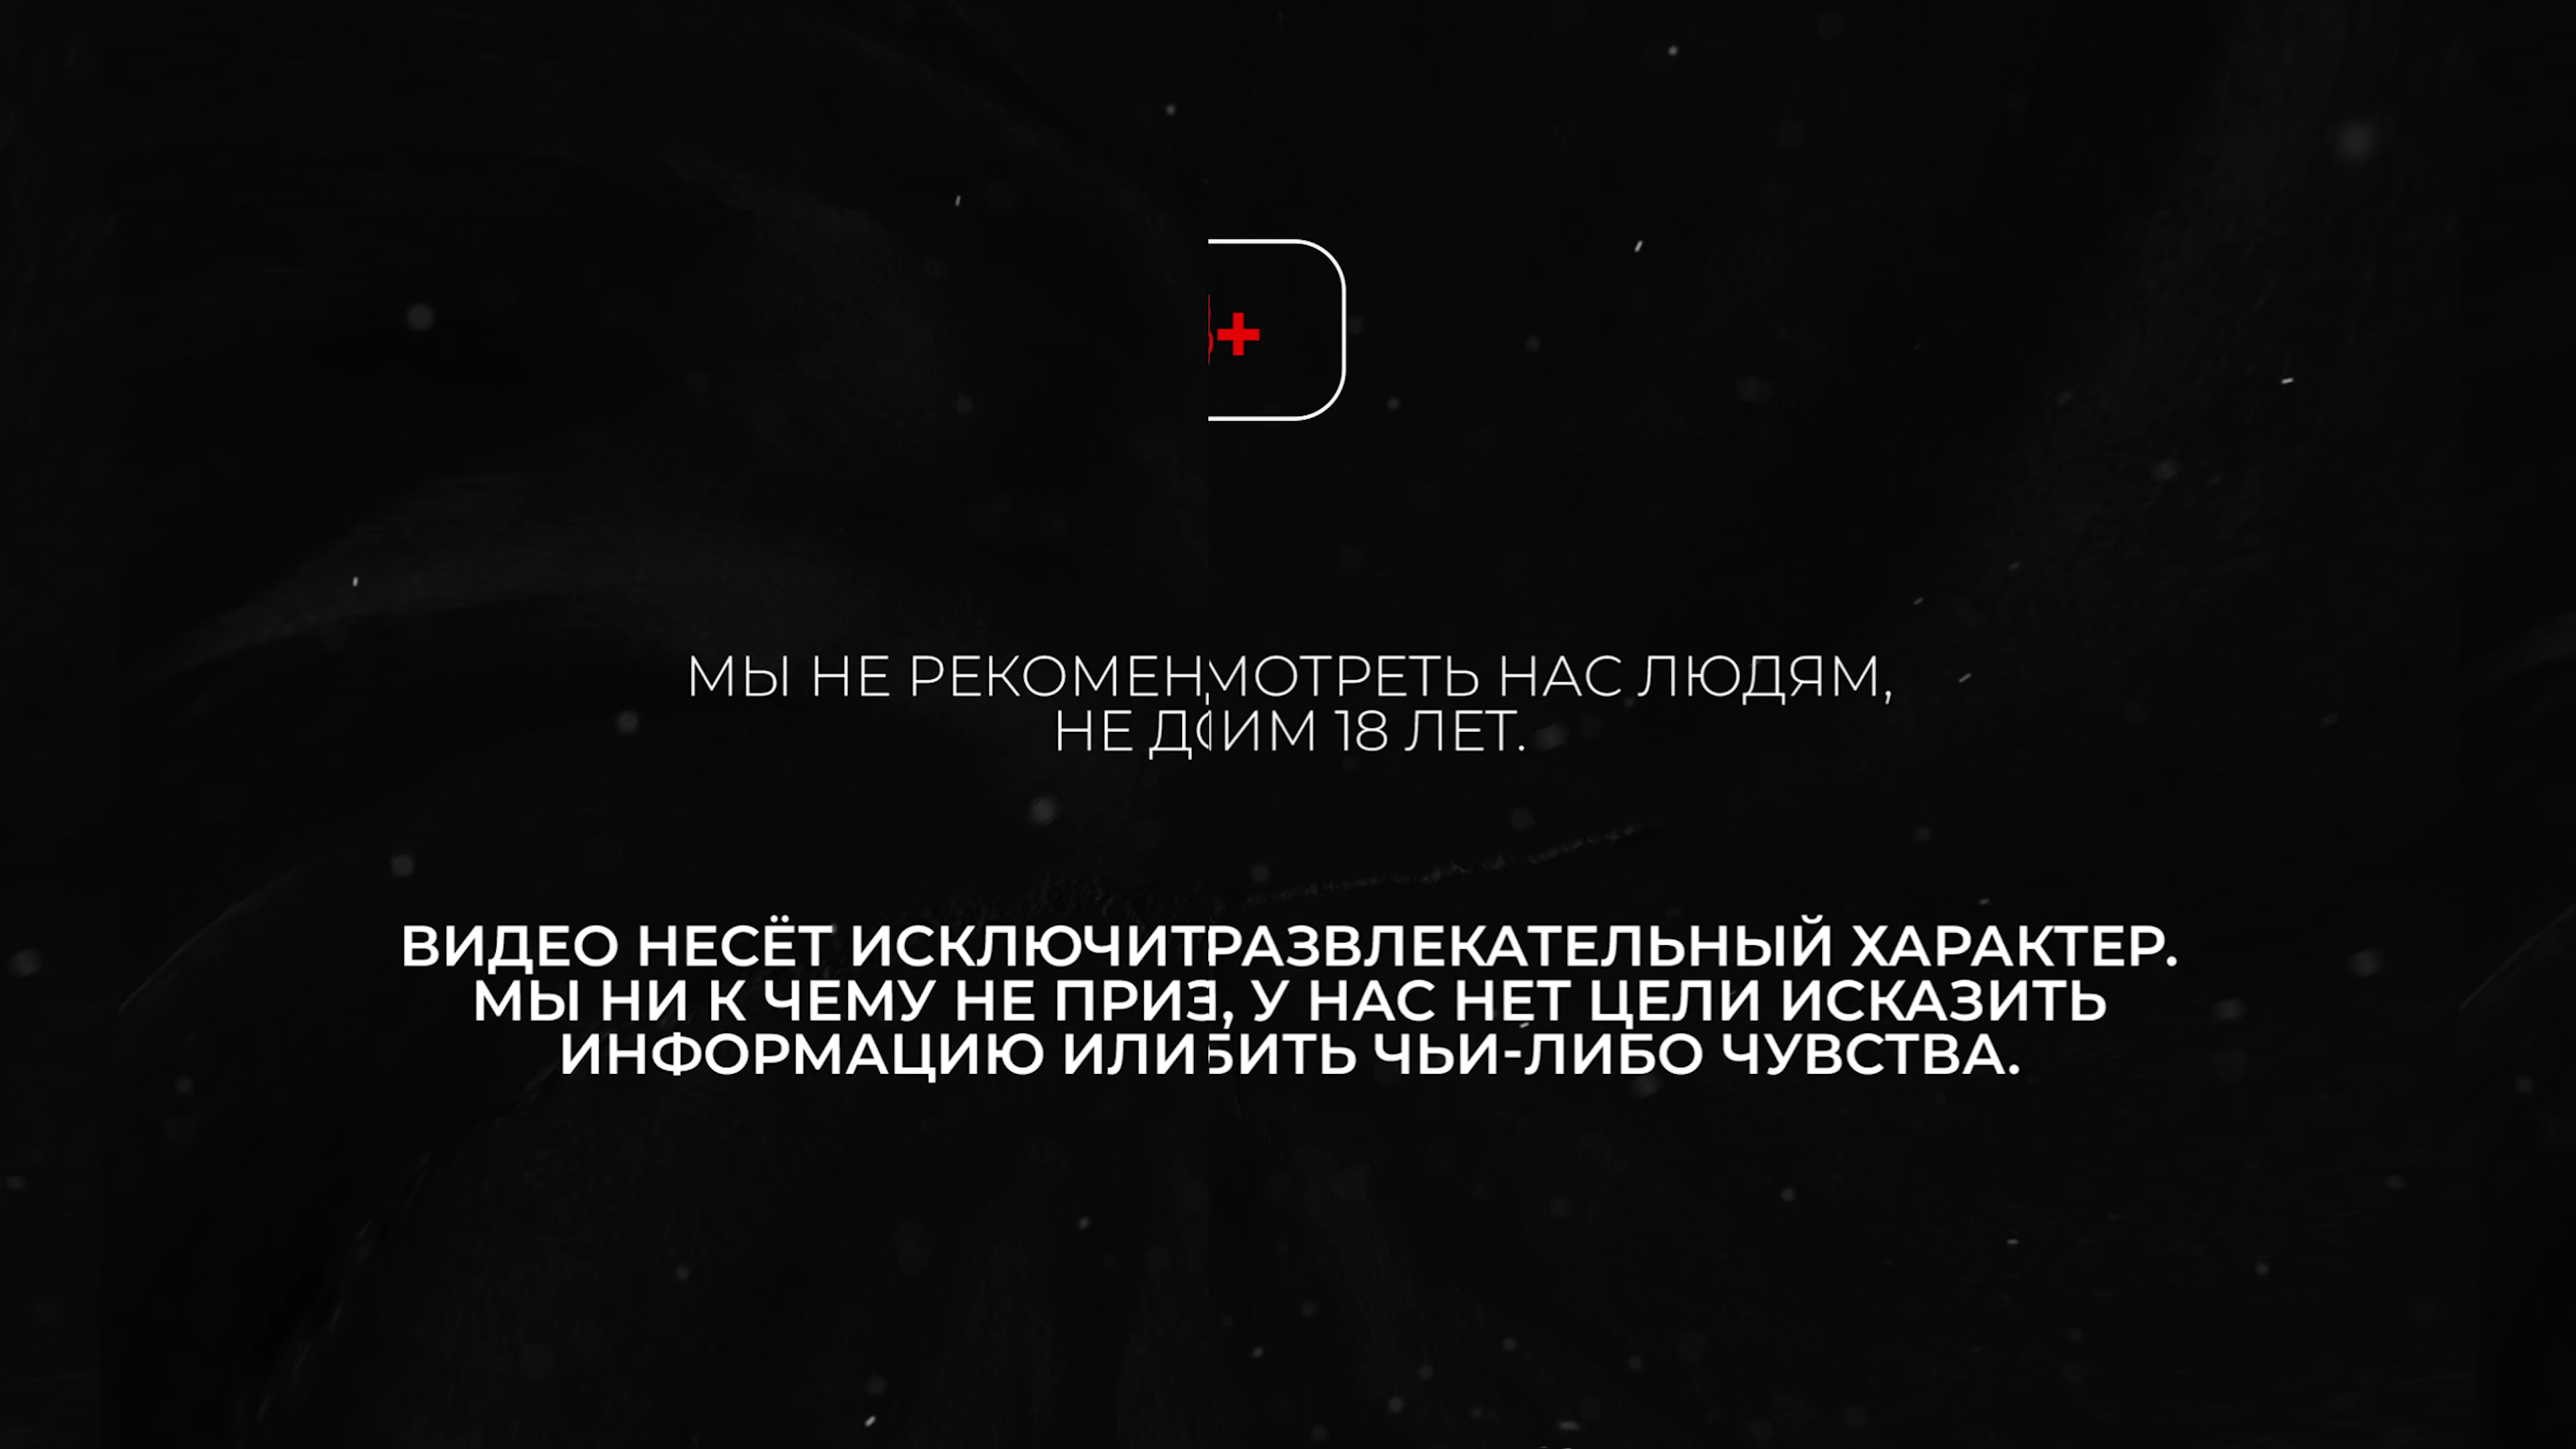 +
МЫ НЕ РЕКОМЕН МОТРЕТЬ НАС ЛЮДЯМ,
НЕ Д ИМ 18 ЛЕТ.
ВИДЕО НЕСЁТ ИСКЛЮЧИТ РАЗВЛЕКАТЕЛЬНЫЙ ХАРАКТЕР.
МЫ НИ К ЧЕМУ НЕ ПРИЗ, У НАС НЕТ ЦЕЛИ ИСКАЗИТЬ
ИНФОРМАЦИЮ ИЛИ БИТЬ ЧЬИ-ЛИБО ЧУВСТВА.